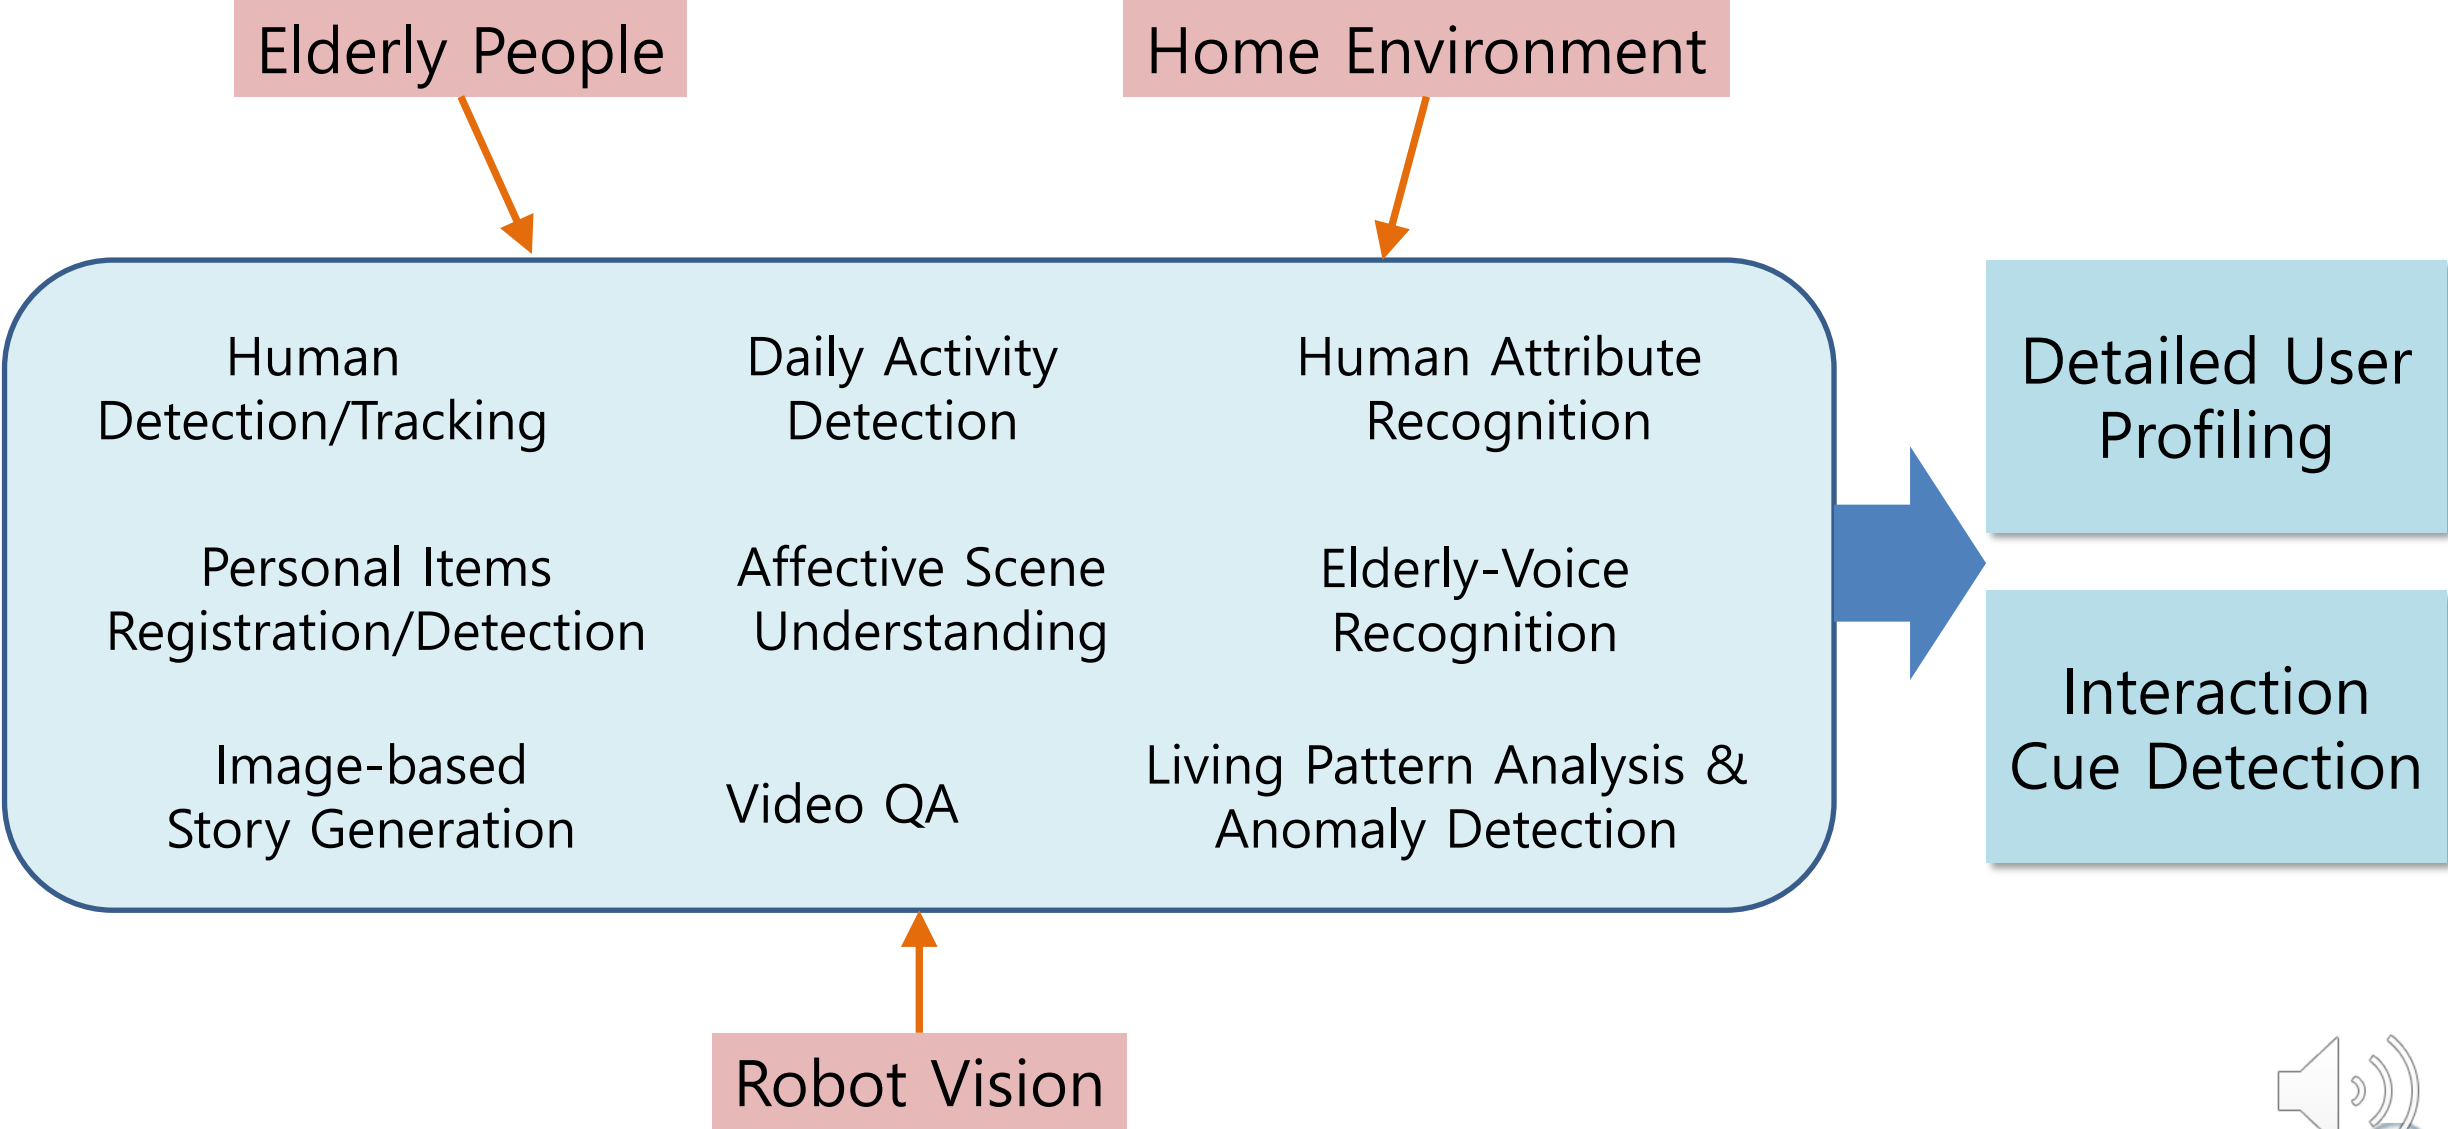 Elderly People
Home Environment
Human
Detection/Tracking
Daily Activity
Detection
Human Attribute
Recognition
Personal Items
Registration/Detection
Affective Scene
Understanding
Elderly-Voice
Recognition
Image-based
Story Generation
Video QA
Living Pattern Analysis &
Anomaly Detection
Detailed User
Profiling
Interaction
Cue Detection
Robot Vision